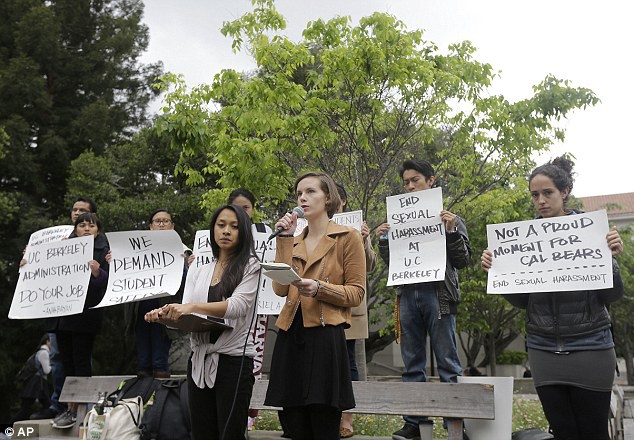 UC BERKELEY
ADMINISTRATION
DO YOUR JOB
WE
DEMAND
STUDENT
END
SEXUAL
HARASSMENT
AT
UC
BERKELEY
NOT A PROUD
MOMENT FOR
CAL BEARS
END SEXUAL HARASSMENT
© AP